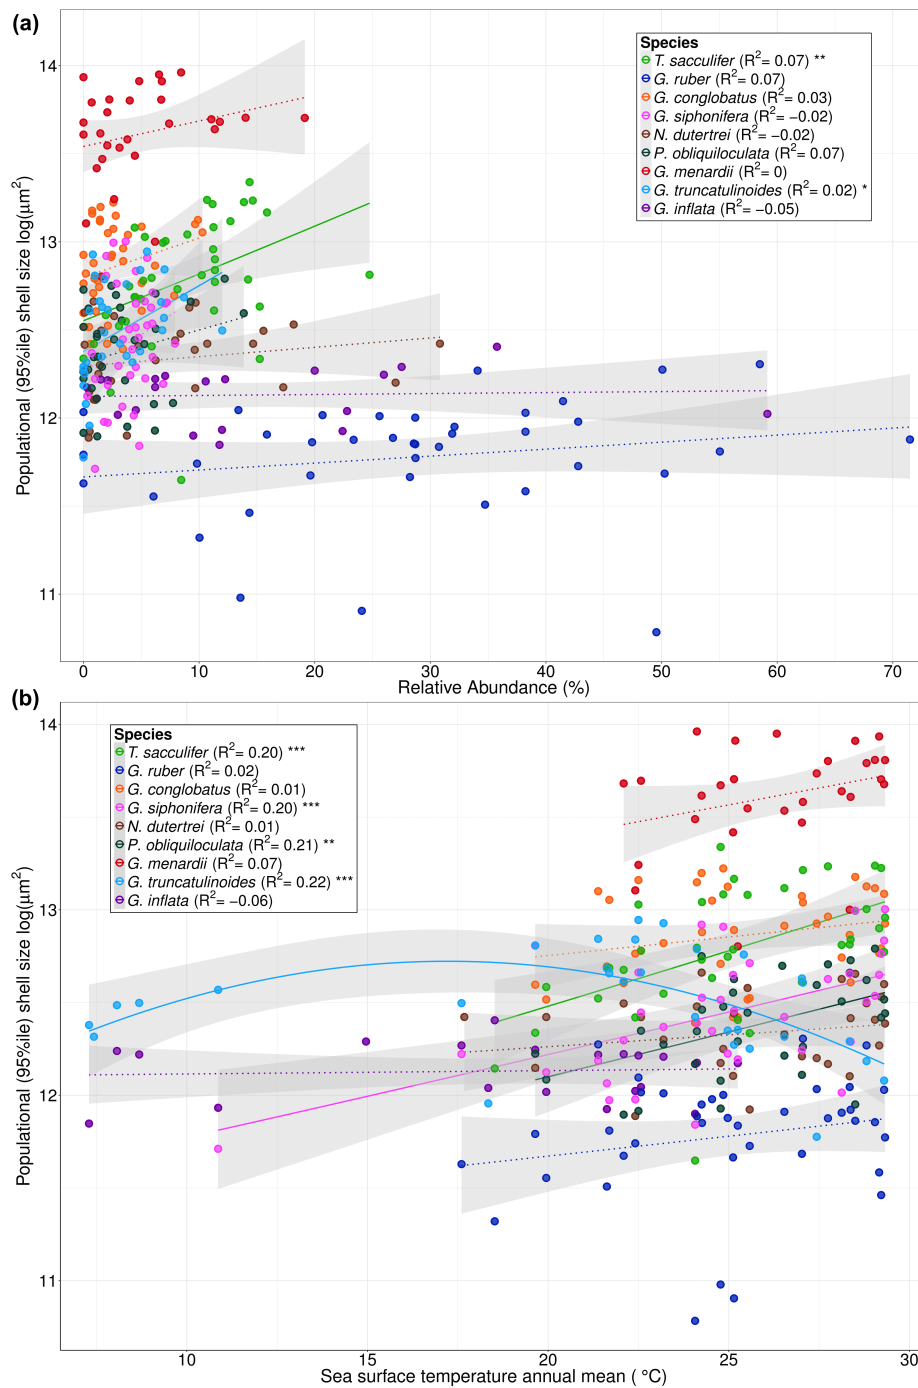 (a)
14
13
12
11
Populational (95%ile) shell size log(μm²)
Species
T. sacculifer (R²= 0.07) **
G. ruber (R²= 0.07)
G. conglobatus (R²= 0.03)
G. siphonifera (R²= −0.02)
N. dutertrei (R²= −0.02)
P. obliquiloculata (R²= 0.07)
G. menardii (R²= 0)
G. truncatulinoides (R²= 0.02) *
G. inflata (R²= −0.05)
0 10 20 30 40 50 60 70
Relative Abundance (%)
(b)
14
13
12
11
Populational (95%ile) shell size log(μm²)
Species
T. sacculifer (R²= 0.20) ***
G. ruber (R²= 0.02)
G. conglobatus (R²= 0.01)
G. siphonifera (R²= 0.20) ***
N. dutertrei (R²= 0.01)
P. obliquiloculata (R²= 0.21) **
G. menardii (R²= 0.07)
G. truncatulinoides (R²= 0.22) ***
G. inflata (R²= −0.06)
10 15 20 25 30
Sea surface temperature annual mean ( °C)